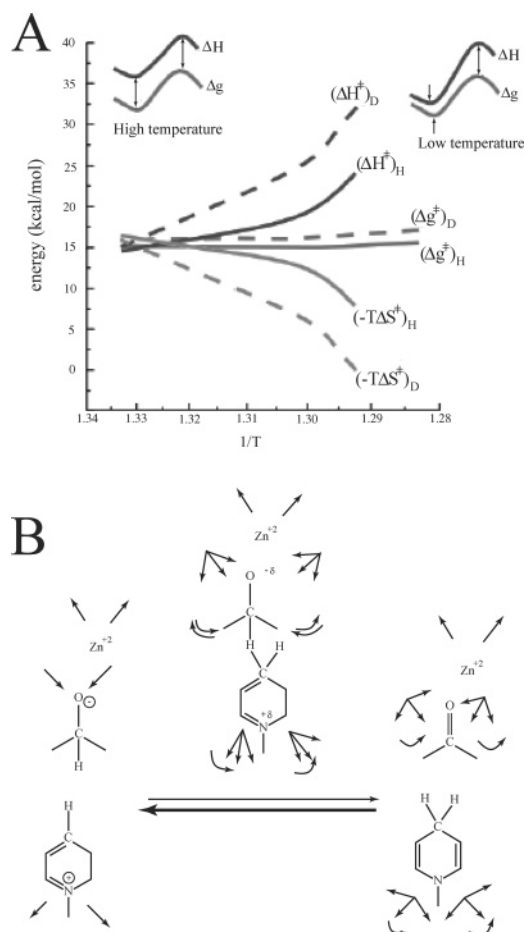 A
40
35
30
25
20
15
10
5
0
energy (kcal/mol)
ΔH
Δg
High temperature
ΔH
Δg
Low temperature
(ΔH‡)D
(ΔH‡)H
(Δg‡)D
(Δg‡)H
(-TΔS‡)H
(-TΔS‡)D
1.34 1.33 1.32 1.31 1.30 1.29 1.28
1/T
B
Zn+2
O +δ
C
H H
C
+δ
N
Zn+2
O -
C
H
H
C
+
N
Zn+2
O
C
H H
C
N